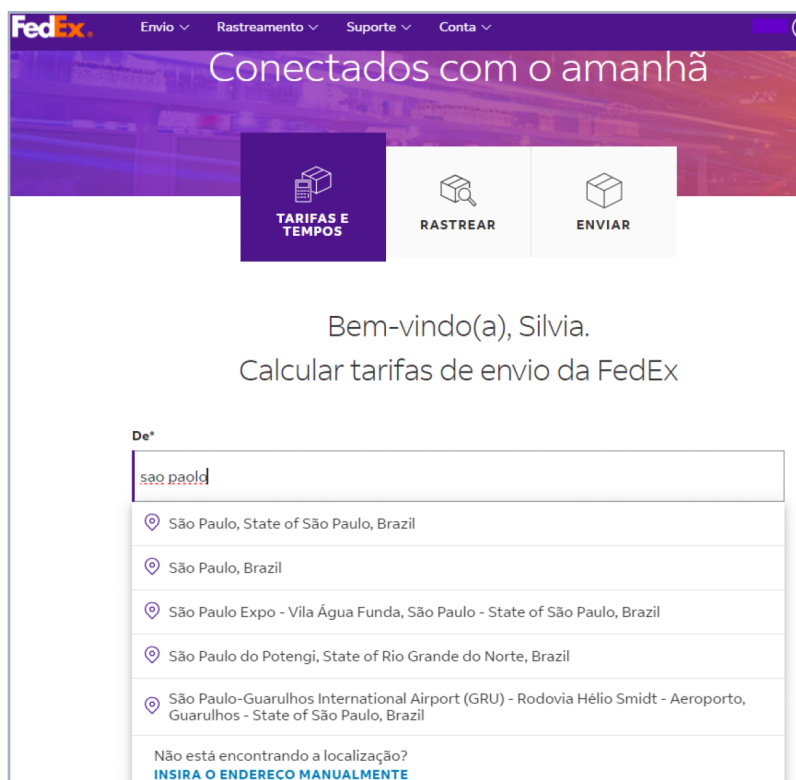 FedEx® Envio Rastreamento Suporte Conta
Conectados com o amanhã
TARIFAS E
TEMPOS
RASTREAR
ENVIAR
Bem-vindo(a), Silvia.
Calcular tarifas de envio da FedEx
De*
sao paolo
São Paulo, State of São Paulo, Brazil
São Paulo, Brazil
São Paulo Expo - Vila Água Funda, São Paulo - State of São Paulo, Brazil
São Paulo do Potengi, State of Rio Grande do Norte, Brazil
São Paulo-Guarulhos International Airport (GRU) - Rodovia Hélio Smidt - Aeroporto,
Guarulhos - State of São Paulo, Brazil
Não está encontrando a localização?
INSIRA O ENDEREÇO MANUALMENTE